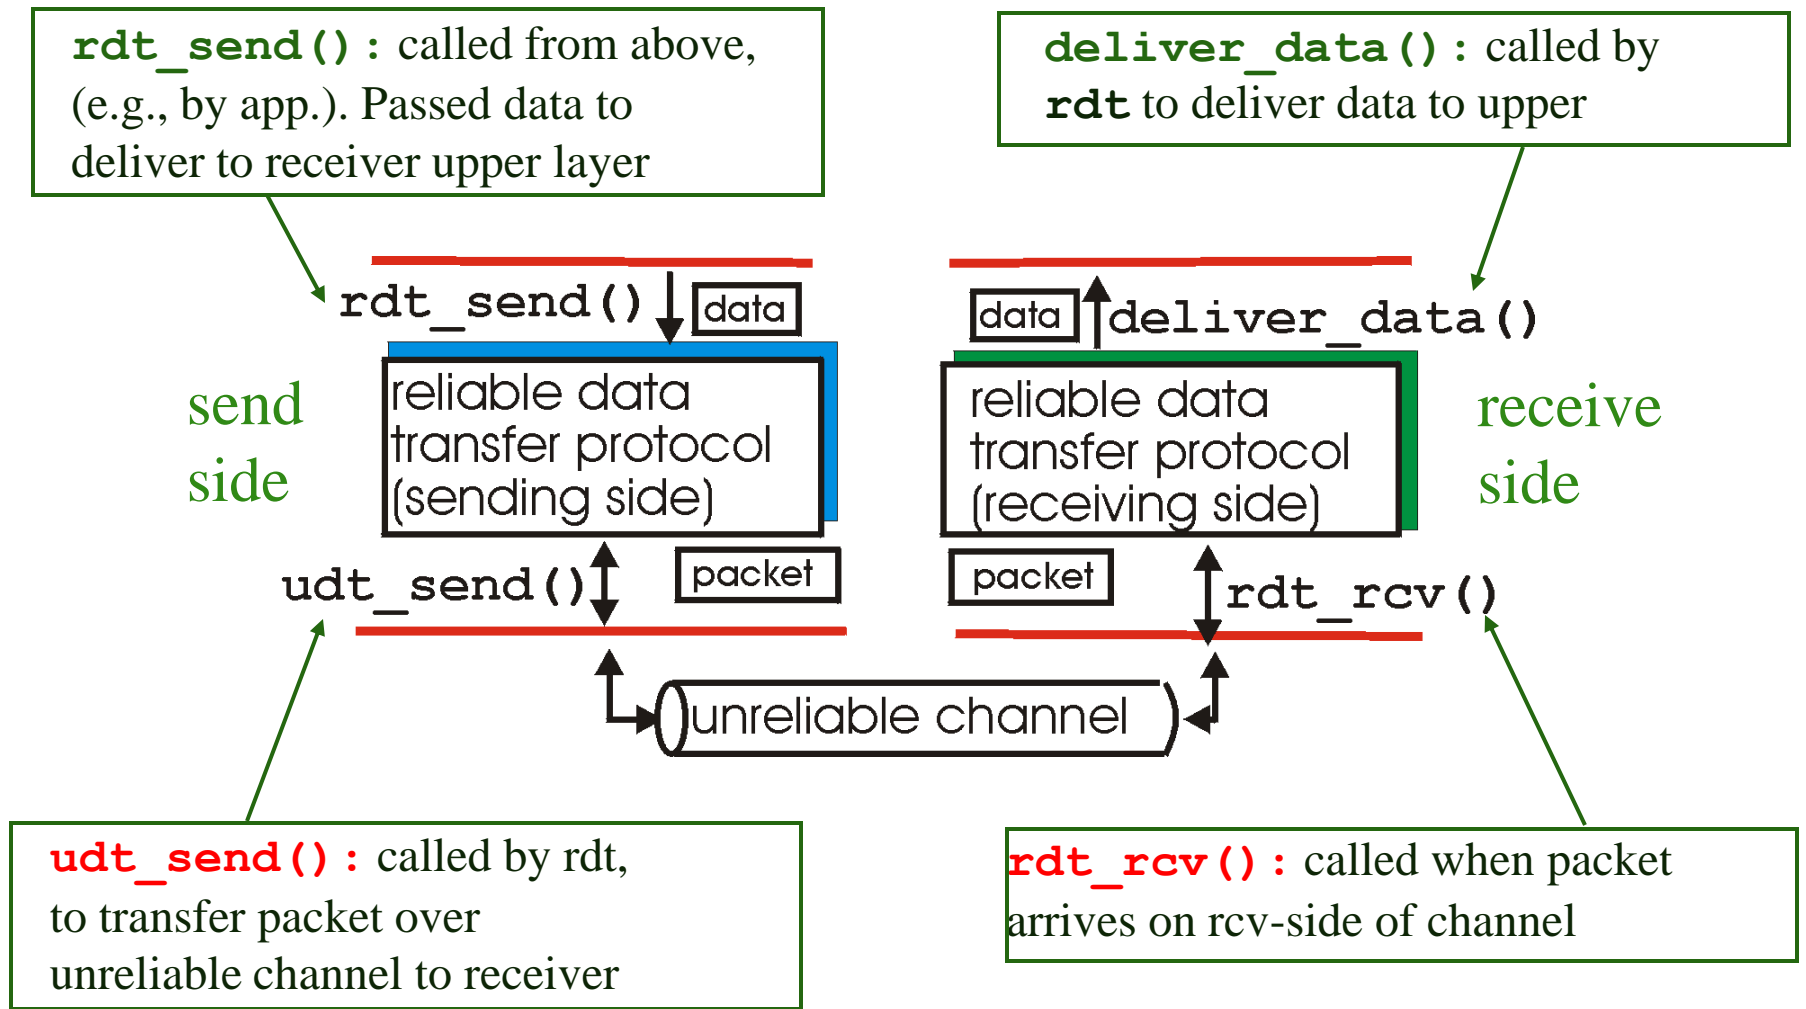 rdt_send(): called from above,
(e.g., by app.). Passed data to
deliver to receiver upper layer
deliver_data(): called by
rdt to deliver data to upper
rdt_send()
data
data
deliver_data()
send
side
reliable data
transfer protocol
(sending side)
reliable data
transfer protocol
(receiving side)
receive
side
udt_send()
packet
packet
rdt_rcv()
unreliable channel
udt_send(): called by rdt,
to transfer packet over
unreliable channel to receiver
rdt_rcv(): called when packet
arrives on rcv-side of channel